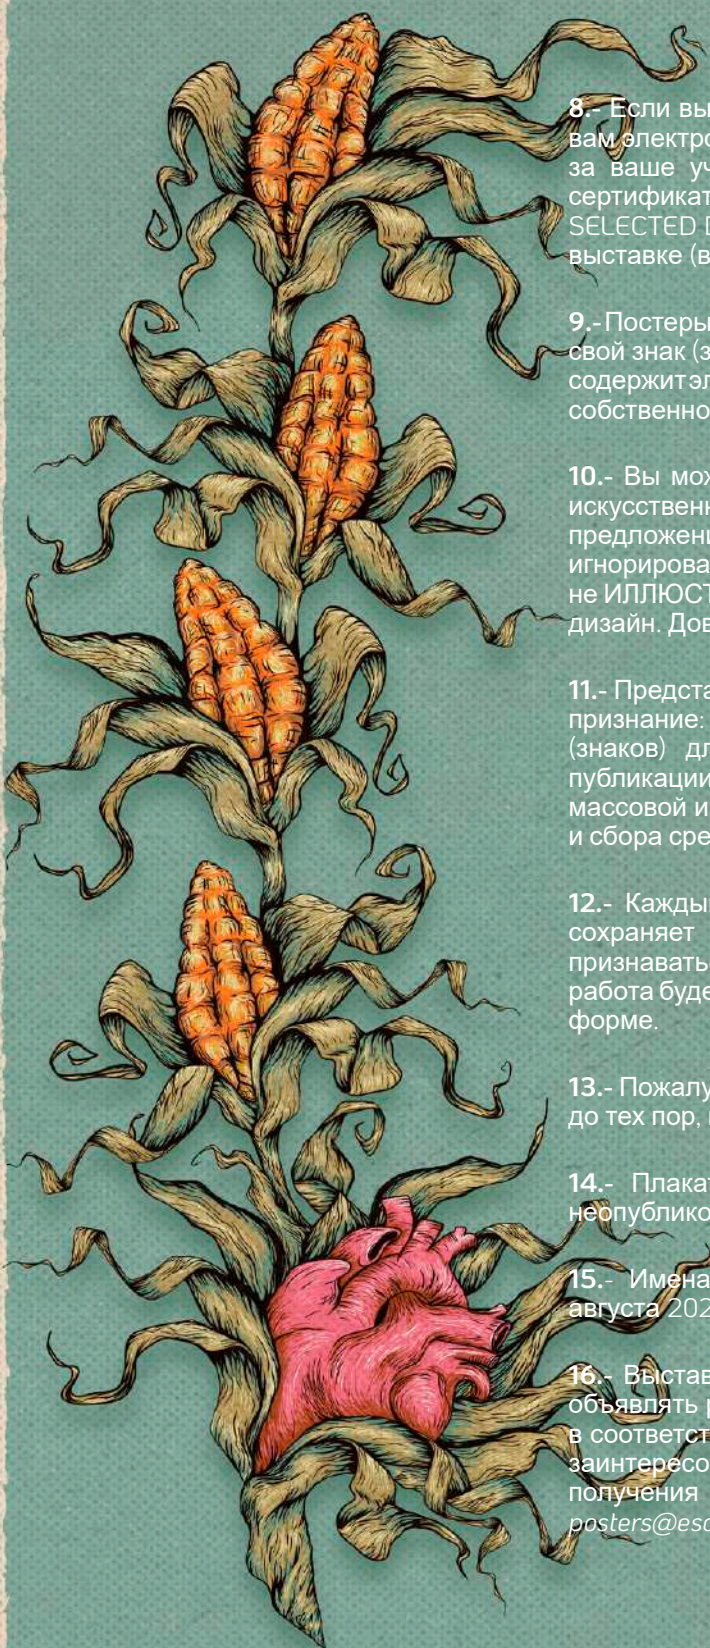 8.- Если вы
вам электро
за ваше уч
сертификат
SELECTED D
выставке (в
9.-Постеры
свой знак (з
содержит эл
собственно
10.- Вы мож
искусственн
предложени
игнорирова
не ИЛЛЮСТ
дизайн. Дов
11.- Предста
признание:
(знаков) дл
публикации
массовой и
и сбора сре
12.- Кажды
сохраняет
признавать
работа буде
форме.
13.- Пожалу
до тех пор,
14.- Плакат
неопублико
15.- Имена
августа 202
16.- Выстав
объявлять р
в соответст
заинтересо
получения
posters@esc